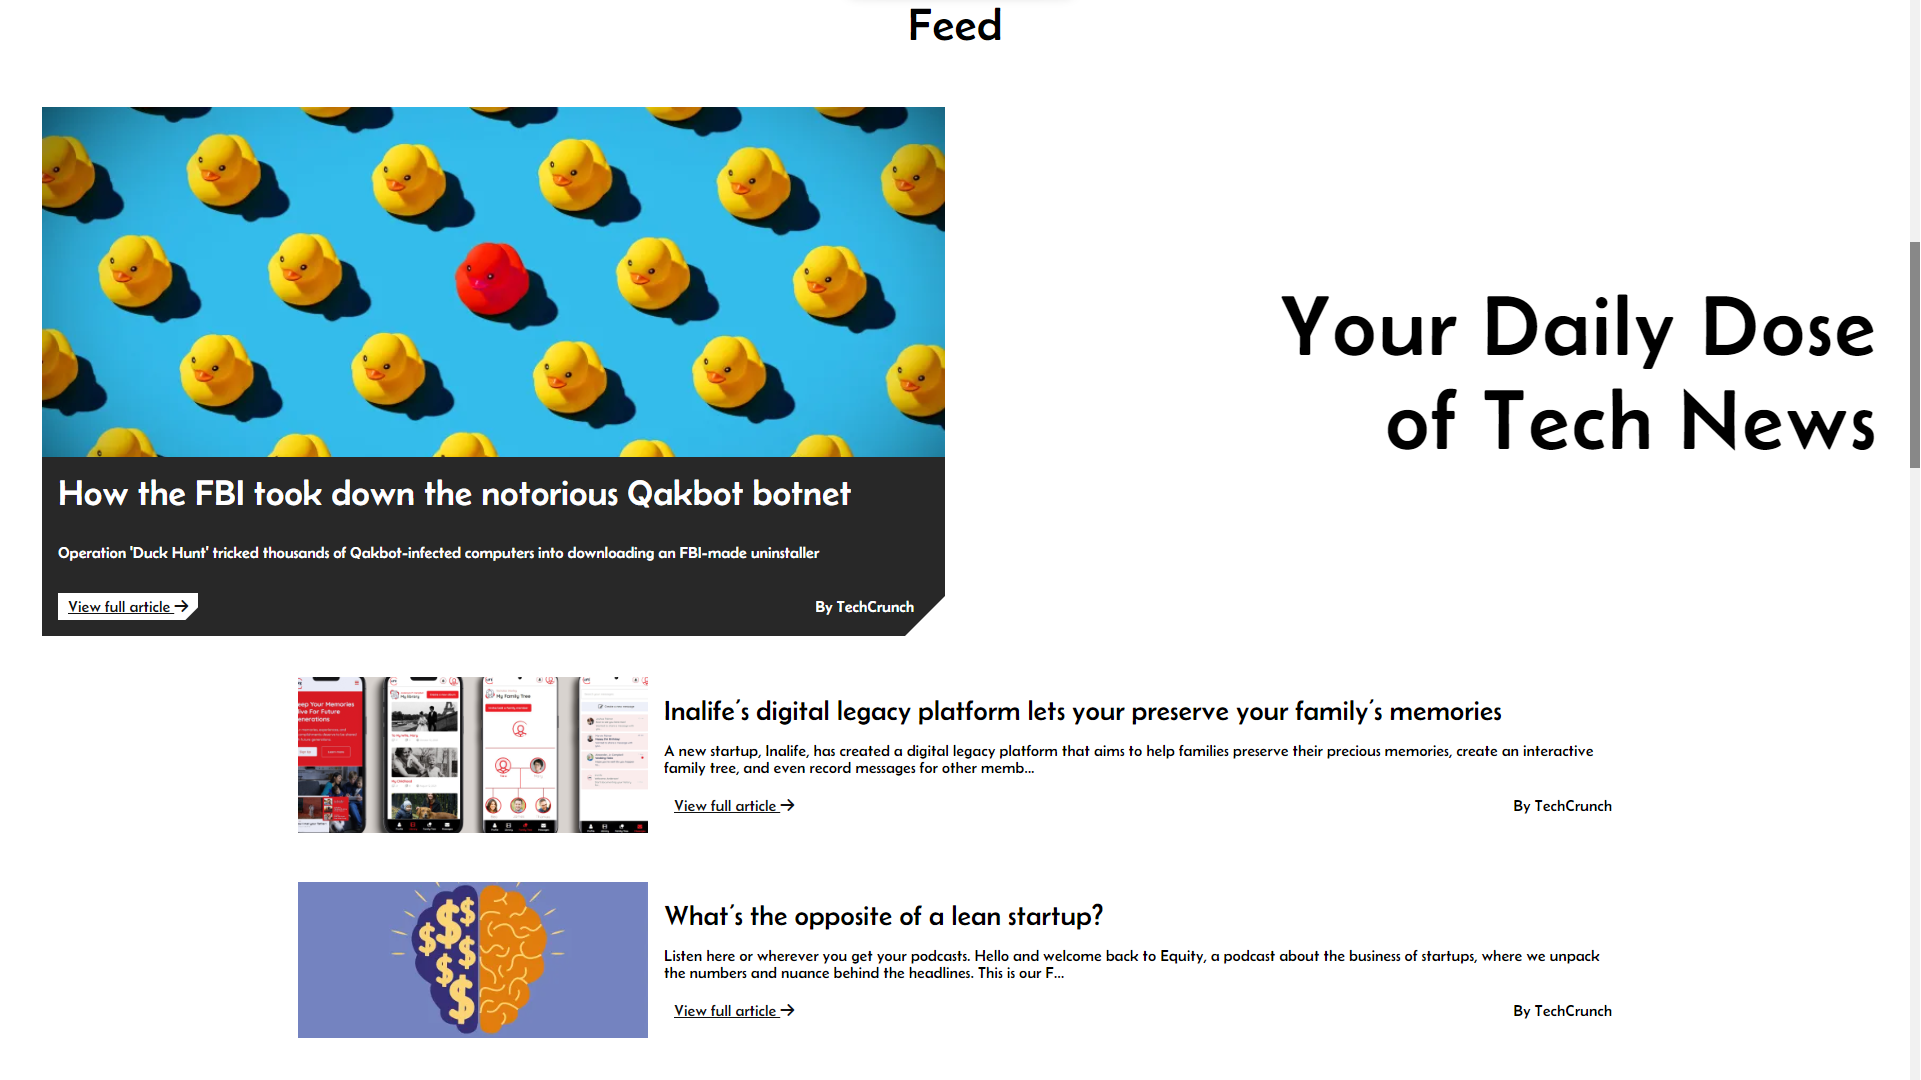 Feed
Your Daily Dose
of Tech News
How the FBI took down the notorious Qakbot botnet
Operation 'Duck Hunt' tricked thousands of Qakbot-infected computers into downloading an FBI-made uninstaller
View full article →
By TechCrunch
My Family Tree
Inalife's digital legacy platform lets your preserve your family's memories
A new startup, Inalife, has created a digital legacy platform that aims to help families preserve their precious memories, create an interactive
family tree, and even record messages for other memb...
View full article →
By TechCrunch
What's the opposite of a lean startup?
Listen here or wherever you get your podcasts. Hello and welcome back to Equity, a podcast about the business of startups, where we unpack
the numbers and nuance behind the headlines. This is our F...
View full article →
By TechCrunch